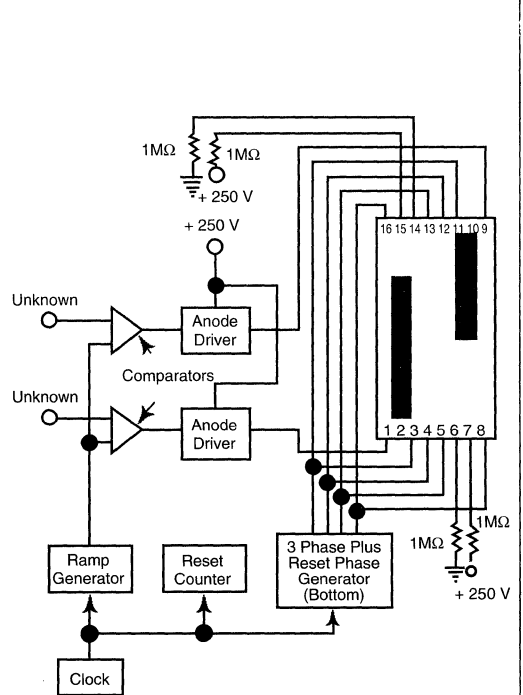 1MΩ
1MΩ
+ 250 V
+ 250 V
16 15 14 13 12 11 10 9
Unknown
Anode
Driver
Comparators
Unknown
Anode
Driver
1 2 3 4 5 6 7 8
1MΩ
1MΩ
+ 250 V
Ramp
Generator
Reset
Counter
3 Phase Plus
Reset Phase
Generator
(Bottom)
Clock